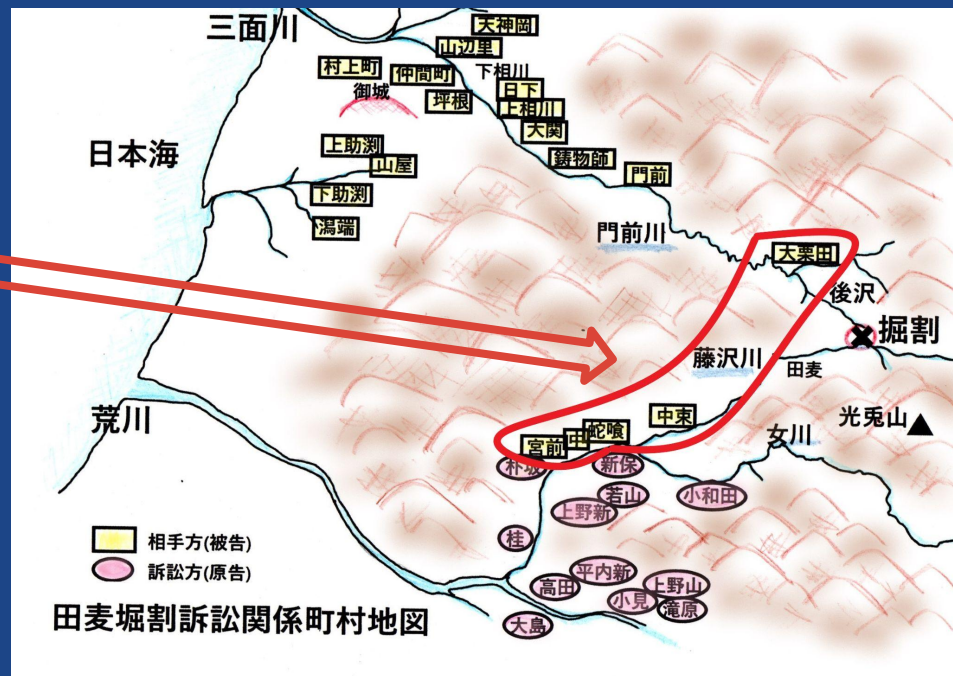 三面川
天神岡
山辺里
村上町
仲間町
下相川
御城
坪根
日下
上相川
大関
日本海
上助渕
山屋
鋳物師
門前
下助渕
潟端
門前川
大栗田
後沢
掘割
藤沢川
田麦
荒川
中束
光兎山
蛇喰
田
宮前
女川
朴坂
新保
若山
小和田
上野新
桂
相手方(被告)
訴訟方(原告)
平内新
高田
上野山
小見
滝原
大島
田麦堀割訴訟関係町村地図